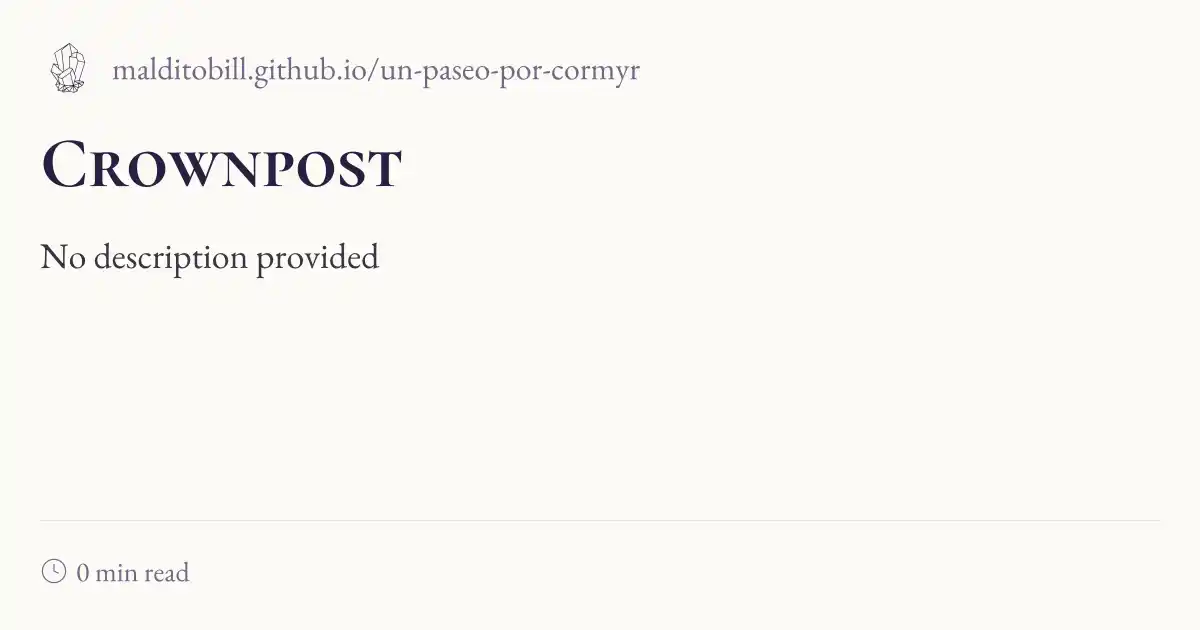 malditobill.github.io/un-paseo-por-cormyr
Crownpost
No description provided
0 min read